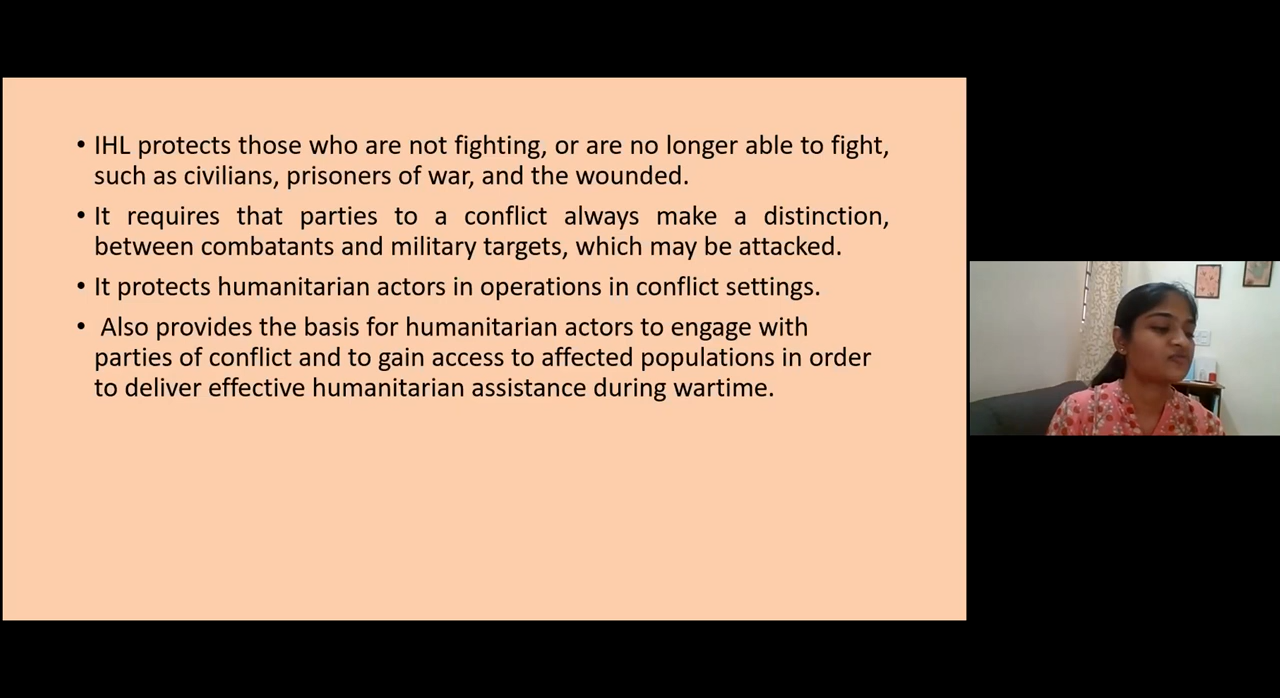 • IHL protects those who are not fighting, or are no longer able to fight,
such as civilians, prisoners of war, and the wounded.
• It requires that parties to a conflict always make a distinction,
between combatants and military targets, which may be attacked.
• It protects humanitarian actors in operations in conflict settings.
• Also provides the basis for humanitarian actors to engage with
parties of conflict and to gain access to affected populations in order
to deliver effective humanitarian assistance during wartime.